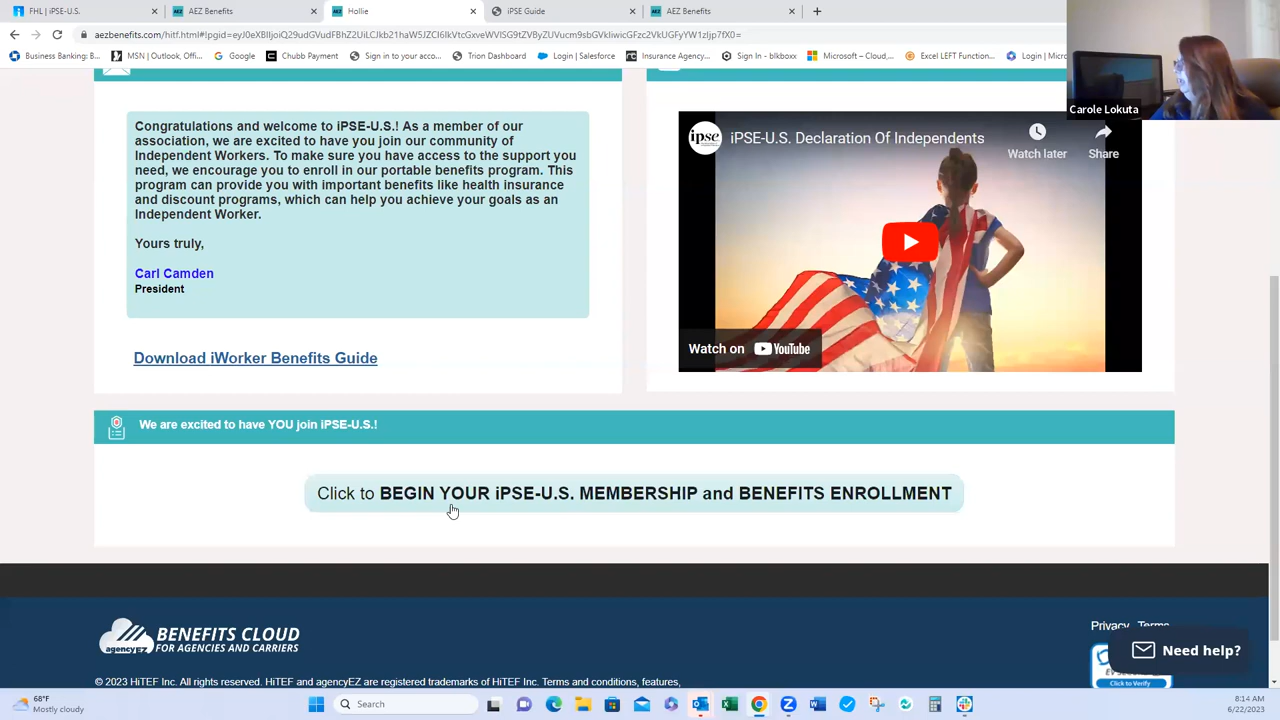 FHL | iPSE-U.S.
AEZ Benefits
Hollie
iPSE Guide
AEZ Benefits
Business Banking: B...
MSN | Outlook, Offi...
Google
Chubb Payment
Sign in to your acco...
Trion Dashboard
Login | Salesforce
Insurance Agency...
Sign In - blkboxx
Microsoft – Cloud,...
Excel LEFT Function...
Login | Micro
Carole Lokuta
Congratulations and welcome to iPSE-U.S.! As a member of our
association, we are excited to have you join our community of
Independent Workers. To make sure you have access to the support you
need, we encourage you to enroll in our portable benefits program. This
program can provide you with important benefits like health insurance
and discount programs, which can help you achieve your goals as an
Independent Worker.
Yours truly,
Carl Camden
President
Download iWorker Benefits Guide
ipse
iPSE-U.S. Declaration Of Independents
Watch later
Share
Watch on YouTube
We are excited to have YOU join iPSE-U.S.!
Click to BEGIN YOUR iPSE-U.S. MEMBERSHIP and BENEFITS ENROLLMENT
agencyEZ
BENEFITS CLOUD
FOR AGENCIES AND CARRIERS
Privacy Terms
Need help?
Click to Verify
© 2023 HiTEF Inc. All rights reserved. HiTEF and agencyEZ are registered trademarks of HiTEF Inc. Terms and conditions, features,
68°F
Mostly cloudy
Search
8:14 AM
6/22/2023